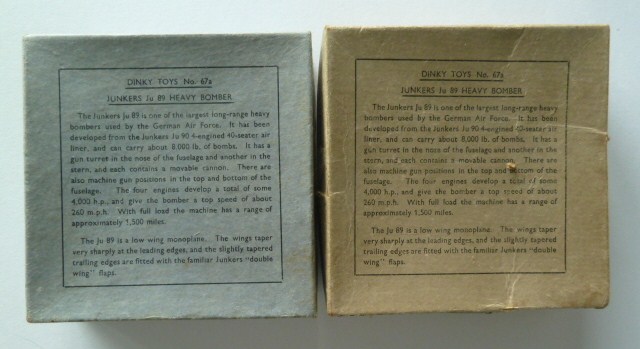 DINKY TOYS No. 67a
JUNKERS Ju 89 HEAVY BOMBER
The Junkers Ju 89 is one of the largest long-range heavy
bombers used by the German Air Force. It has been
developed from the Junkers Ju 90 4-engined 40-seater air
liner, and can carry about 8,000 lb. of bombs. It has a
gun turret in the nose of the fuselage and another in the
stern, and each contains a movable cannon. There are
also machine gun positions in the top and bottom of the
fuselage. The four engines develop a total of some
4,000 h.p., and give the bomber a top speed of about
260 m.p.h. With full load the machine has a range of
approximately 1,500 miles.
The Ju 89 is a low wing monoplane. The wings taper
very sharply at the leading edges, and the slightly tapered
trailing edges are fitted with the familiar Junkers "double
wing" flaps.
DINKY TOYS No. 67a
JUNKERS Ju 89 HEAVY BOMBER
The Junkers Ju 89 is one of the largest long-range heavy
bombers used by the German Air Force. It has been
developed from the Junkers Ju 90 4-engined 40-seater air
liner, and can carry about 8,000 lb. of bombs. It has a
gun turret in the nose of the fuselage and another in the
stern, and each contains a movable cannon. There are
also machine gun positions in the top and bottom of the
fuselage. The four engines develop a total of some
4,000 h.p., and give the bomber a top speed of about
260 m.p.h. With full load the machine has a range of
approximately 1,500 miles.
The Ju 89 is a low wing monoplane. The wings taper
very sharply at the leading edges, and the slightly tapered
trailing edges are fitted with the familiar Junkers "double
wing" flaps.